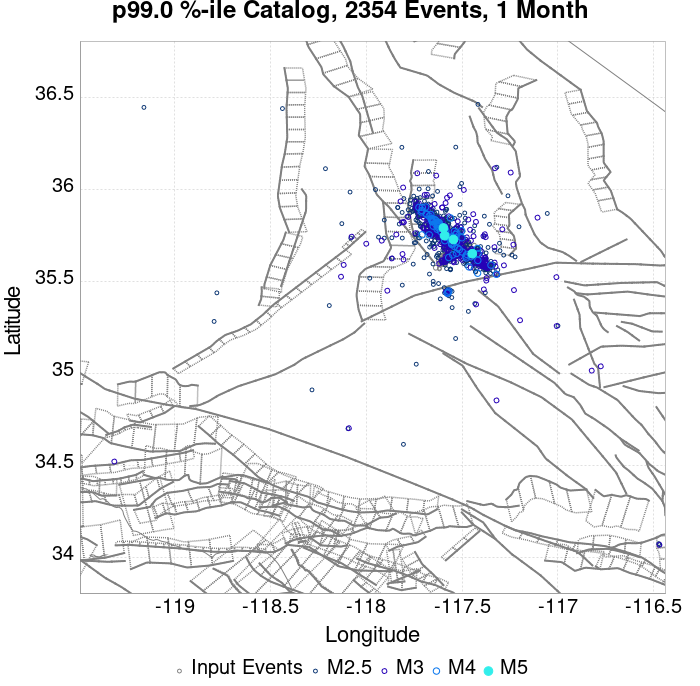 p99.0 %-ile Catalog, 2354 Events, 1 Month
Latitude
36.5
36
35.5
35
34.5
34
-119 -118.5 -118 -117.5 -117 -116.5
Longitude
Input Events M2.5 M3 M4 M5